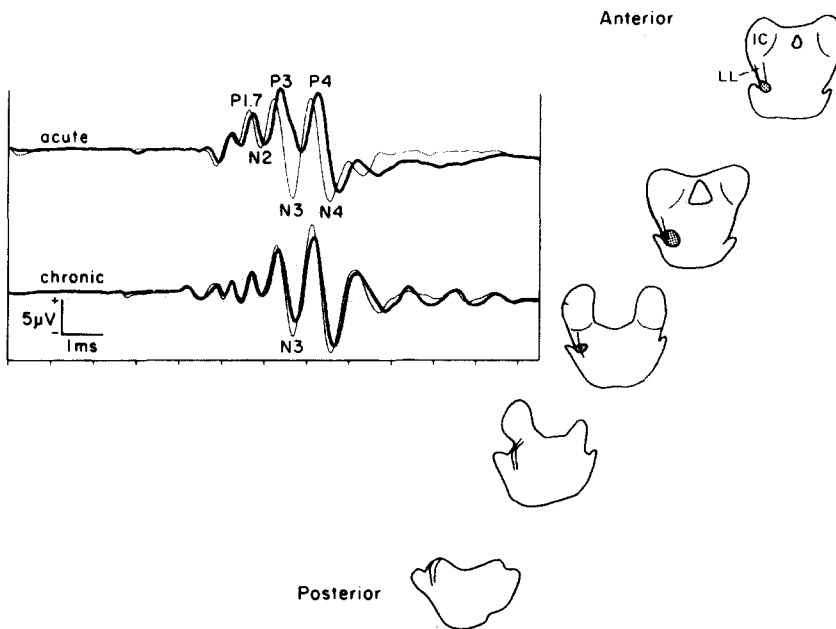 Anterior
IC
LL
P3 P4
P1.7
acute
N2
N3 N4
chronic
+
5μV
-
1ms
N3
Posterior